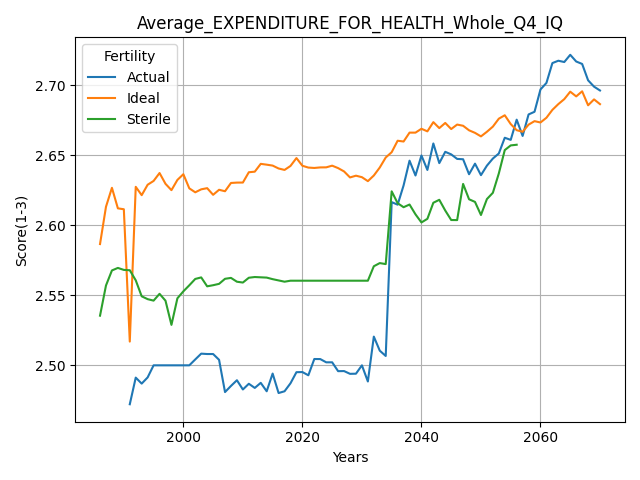 Average_EXPENDITURE_FOR_HEALTH_Whole_Q4_IQ
Fertility
Actual
Ideal
Sterile
Score(1-3)
2.70
2.65
2.60
2.55
2.50
2000
2020
2040
2060
Years